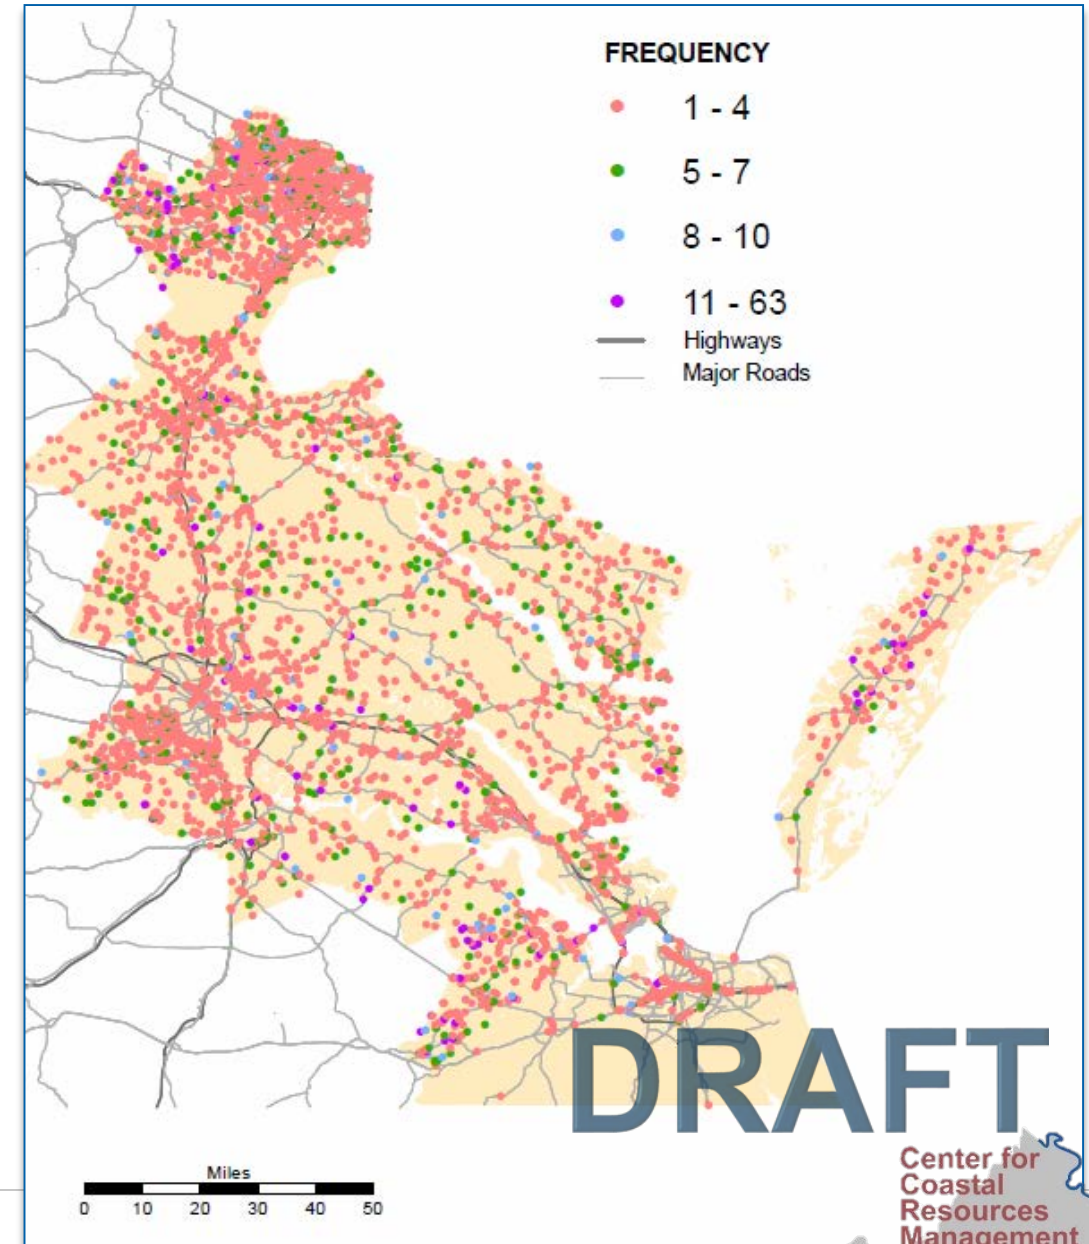 FREQUENCY
1 - 4
5 - 7
8 - 10
11 - 63
Highways
Major Roads
DRAFT
Miles
0 10 20 30 40 50
Center for
Coastal
Resources
Management